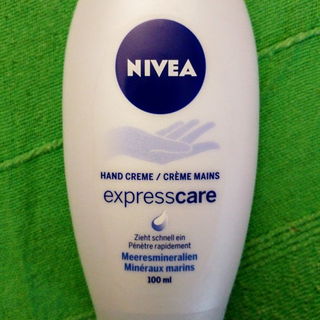 NIVEA
HAND CREME / CRÈME MAINS
expresscare
Zieht schnell ein
Pénètre rapidement
Meeresmineralien
Minéraux marins
100 ml